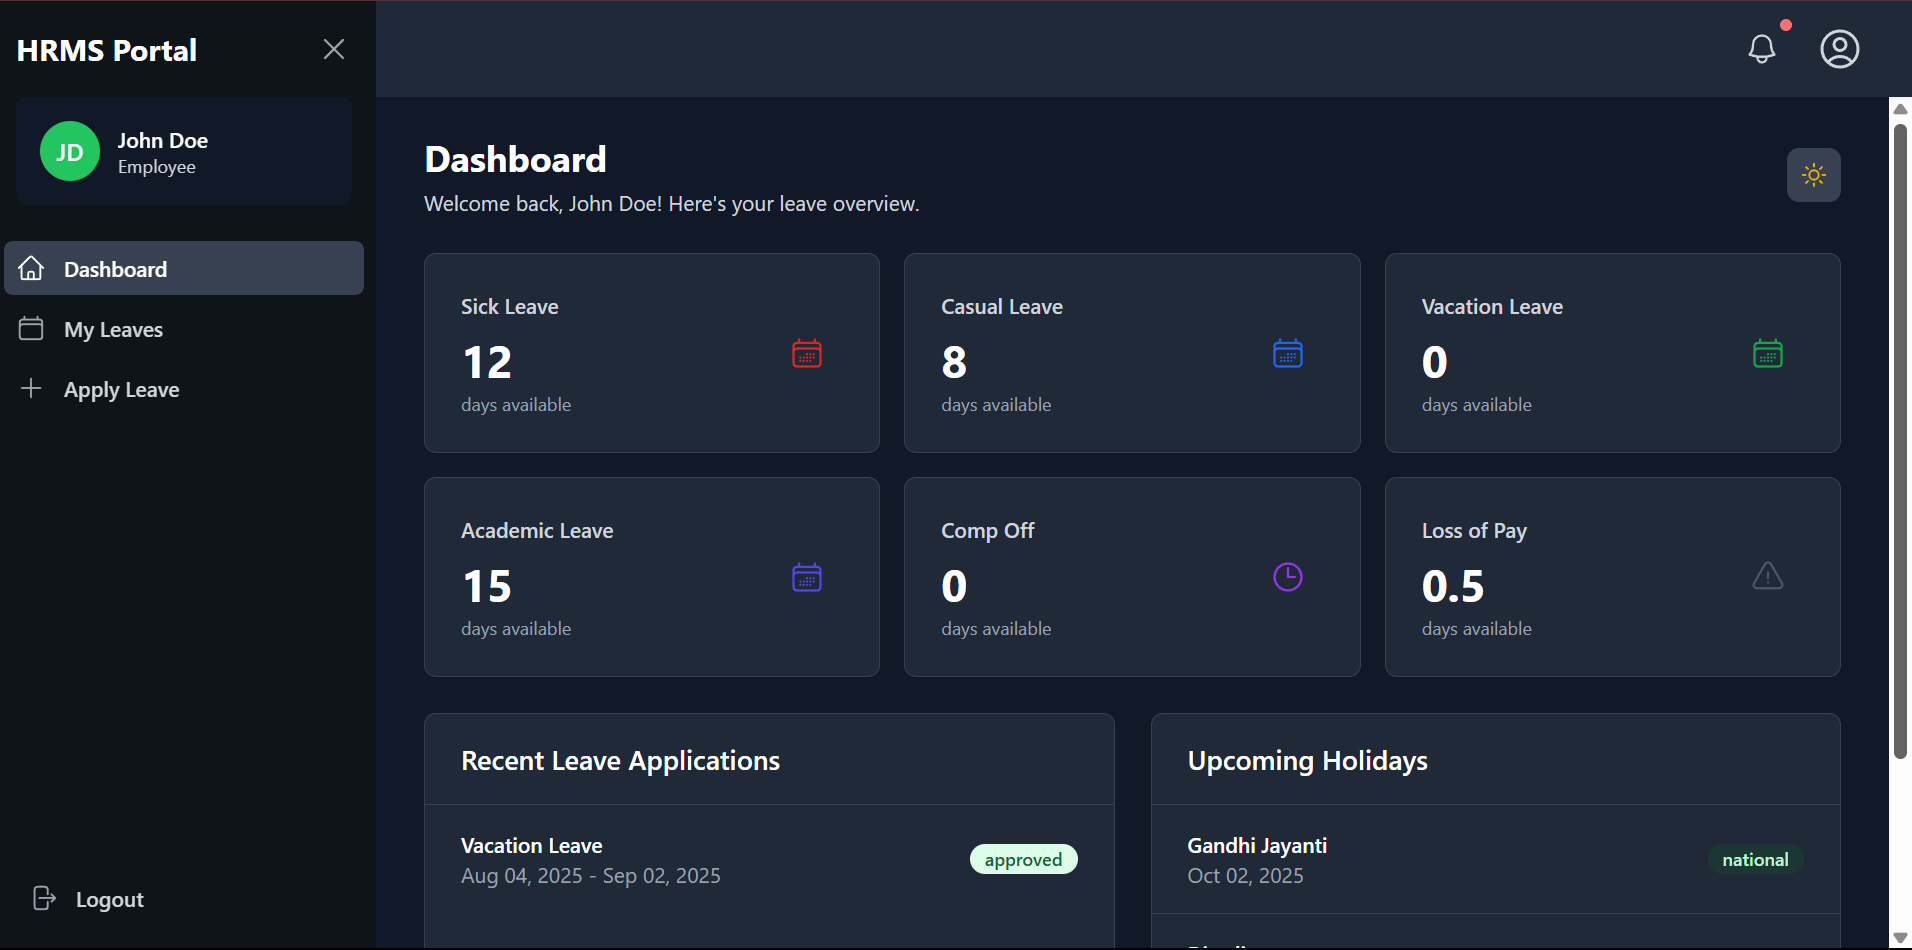 HRMS Portal
JD
John Doe
Employee
Dashboard
My Leaves
Apply Leave
Logout
Dashboard
Welcome back, John Doe! Here's your leave overview.
Sick Leave
12
days available
Casual Leave
8
days available
Vacation Leave
0
days available
Academic Leave
15
days available
Comp Off
0
days available
Loss of Pay
0.5
days available
Recent Leave Applications
Vacation Leave
Aug 04, 2025 - Sep 02, 2025
approved
Upcoming Holidays
Gandhi Jayanti
Oct 02, 2025
national